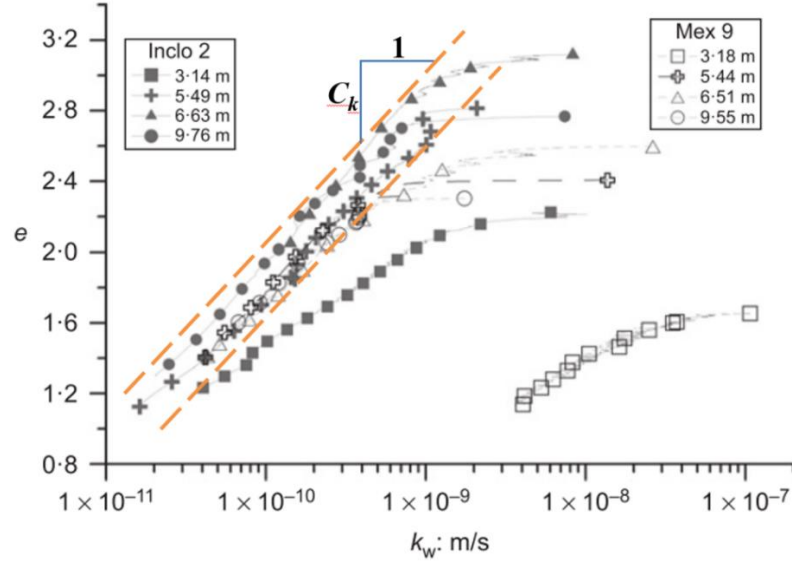 3·2
2·8
2·4
2·0
1·6
1·2
0·8
e
Inclo 2
3·14 m
5·49 m
6·63 m
9·76 m
1
Ck
Mex 9
3·18 m
5·44 m
6·51 m
9·55 m
1 × 10−11 1 × 10−10 1 × 10−9 1 × 10−8 1 × 10−7
kw: m/s